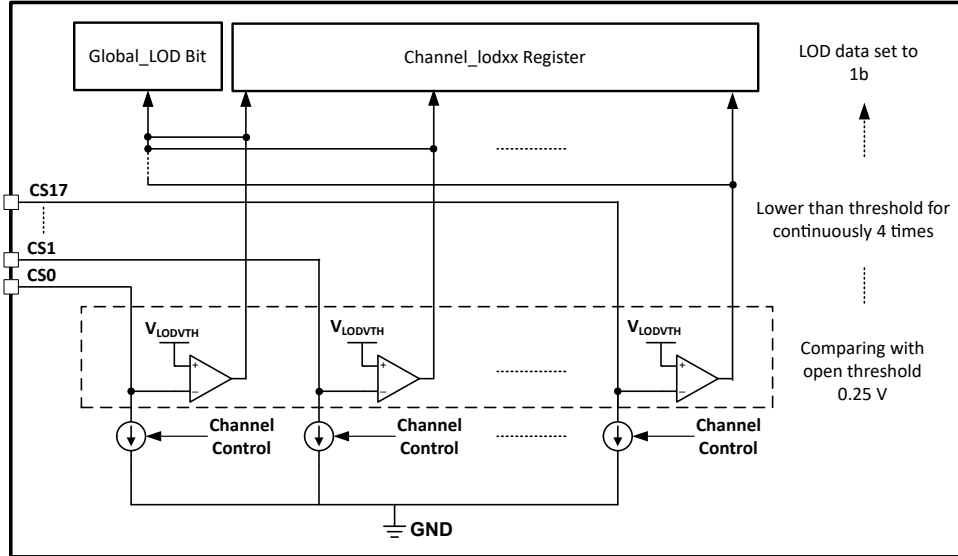 Global_LOD Bit
Channel_lodxx Register
LOD data set to
1b
CS17
Lower than threshold for
continuously 4 times
CS1
CS0
VLODVTH
VLODVTH
VLODVTH
+
−
+
−
+
−
Comparing with
open threshold
0.25 V
Channel
Control
Channel
Control
Channel
Control
GND